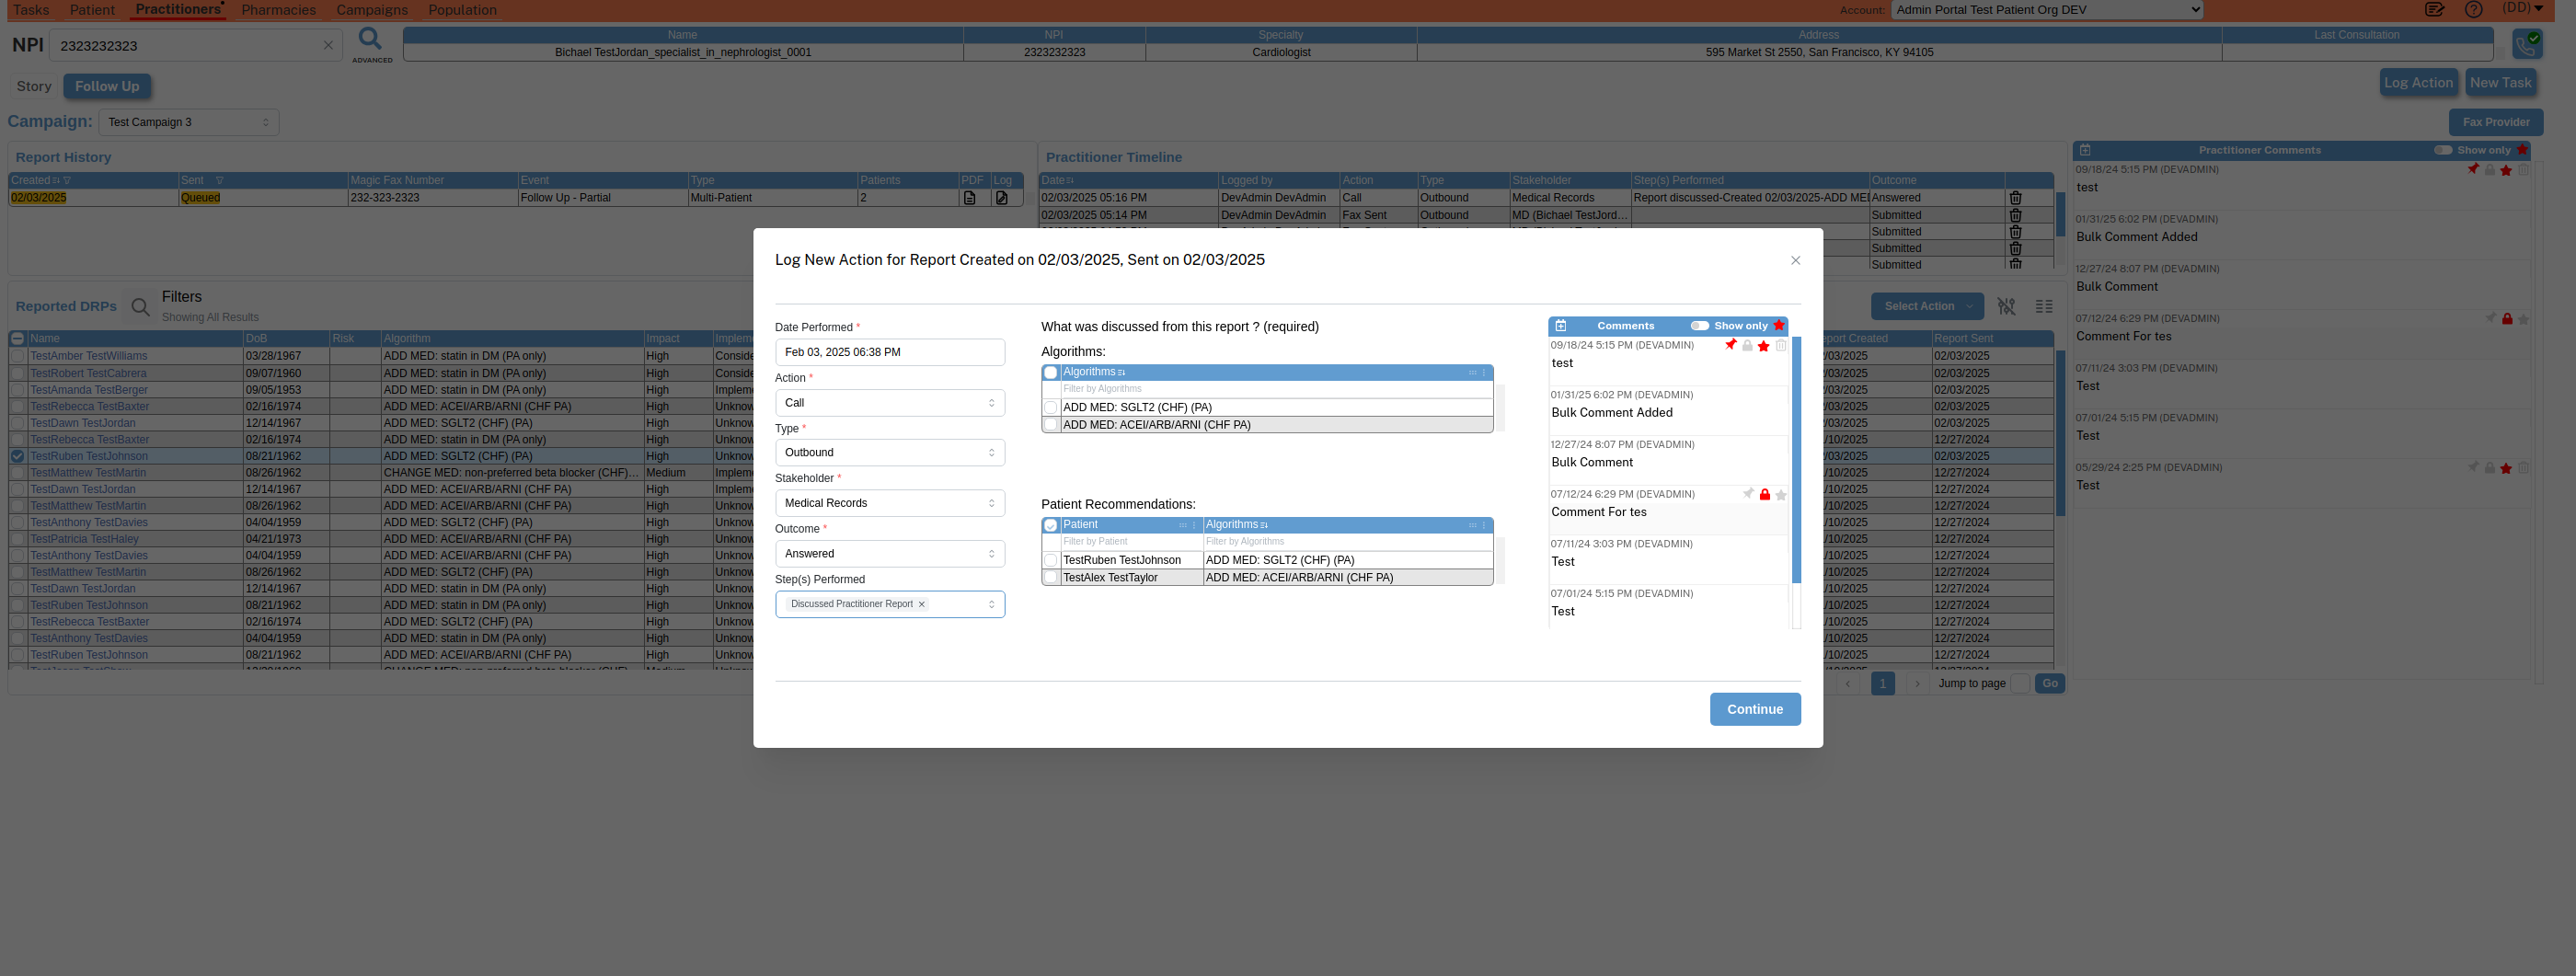 Tasks Patient Practitioners Pharmacies Campaigns Population Account: Admin Portal Test Patient Org DEV (DD)
NPI 2323232323
ADVANCED
Name NPI Specialty Address Last Consultation
Bichael TestJordan_specialist_in_nephrologist_0001 2323232323 Cardiologist 595 Market St 2550, San Francisco, KY 94105
Story Follow Up Log Action New Task
Campaign: Test Campaign 3 Fax Provider
Report History
Created Sent Magic Fax Number Event Type Patients PDF Log
02/03/2025 Queued 232-323-2323 Follow Up - Partial Multi-Patient 2
Practitioner Timeline
Date Logged by Action Type Stakeholder Step(s) Performed Outcome
02/03/2025 05:16 PM DevAdmin DevAdmin Call Outbound Medical Records Report discussed-Created 02/03/2025-ADD ME Answered
02/03/2025 05:14 PM DevAdmin DevAdmin Fax Sent Outbound MD (Bichael TestJord... Submitted
Submitted
Submitted
Submitted
Practitioner Comments Show only
09/18/24 5:15 PM (DEVADMIN)
test
01/31/25 6:02 PM (DEVADMIN)
Bulk Comment Added
12/27/24 8:07 PM (DEVADMIN)
Bulk Comment
07/12/24 6:29 PM (DEVADMIN)
Comment For tes
07/11/24 3:03 PM (DEVADMIN)
Test
07/01/24 5:15 PM (DEVADMIN)
Test
05/29/24 2:25 PM (DEVADMIN)
Test
Reported DRPs Filters
Showing All Results
Select Action
Name DoB Risk Algorithm Impact Implem
TestAmber TestWilliams 03/28/1967 ADD MED: statin in DM (PA only) High Conside
TestRobert TestCabrera 09/07/1960 ADD MED: statin in DM (PA only) High Conside
TestAmanda TestBerger 09/05/1953 ADD MED: statin in DM (PA only) High Implem
TestRebecca TestBaxter 02/16/1974 ADD MED: ACEI/ARB/ARNI (CHF PA) High Unknow
TestDawn TestJordan 12/14/1967 ADD MED: SGLT2 (CHF) (PA) High Unknow
TestRebecca TestBaxter 02/16/1974 ADD MED: statin in DM (PA only) High Unknow
TestRuben TestJohnson 08/21/1962 ADD MED: SGLT2 (CHF) (PA) High Unknow
TestMatthew TestMartin 08/26/1962 CHANGE MED: non-preferred beta blocker (CHF)... Medium Implem
TestDawn TestJordan 12/14/1967 ADD MED: ACEI/ARB/ARNI (CHF PA) High Implem
TestMatthew TestMartin 08/26/1962 ADD MED: ACEI/ARB/ARNI (CHF PA) High Unknow
TestAnthony TestDavies 04/04/1959 ADD MED: SGLT2 (CHF) (PA) High Unknow
TestPatricia TestHaley 04/21/1973 ADD MED: ACEI/ARB/ARNI (CHF PA) High Unknow
TestAnthony TestDavies 04/04/1959 ADD MED: ACEI/ARB/ARNI (CHF PA) High Unknow
TestMatthew TestMartin 08/26/1962 ADD MED: SGLT2 (CHF) (PA) High Unknow
TestDawn TestJordan 12/14/1967 ADD MED: statin in DM (PA only) High Unknow
TestRuben TestJohnson 08/21/1962 ADD MED: statin in DM (PA only) High Unknow
TestRebecca TestBaxter 02/16/1974 ADD MED: SGLT2 (CHF) (PA) High Unknow
TestAnthony TestDavies 04/04/1959 ADD MED: statin in DM (PA only) High Unknow
TestRuben TestJohnson 08/21/1962 ADD MED: ACEI/ARB/ARNI (CHF PA) High Unknow
port Created Report Sent
/03/2025 02/03/2025
/03/2025 02/03/2025
/03/2025 02/03/2025
/03/2025 02/03/2025
/03/2025 02/03/2025
/10/2025 12/27/2024
/03/2025 02/03/2025
/10/2025 12/27/2024
/10/2025 12/27/2024
/10/2025 12/27/2024
/10/2025 12/27/2024
/10/2025 12/27/2024
/10/2025 12/27/2024
/10/2025 12/27/2024
/10/2025 12/27/2024
/10/2025 12/27/2024
/10/2025 12/27/2024
/10/2025 12/27/2024
/10/2025 12/27/2024
/10/2025 12/27/2024
1 Jump to page Go
Log New Action for Report Created on 02/03/2025, Sent on 02/03/2025
Date Performed *
Feb 03, 2025 06:38 PM
Action *
Call
Type *
Outbound
Stakeholder *
Medical Records
Outcome *
Answered
Step(s) Performed
Discussed Practitioner Report
What was discussed from this report ? (required)
Algorithms:
Algorithms
Filter by Algorithms
ADD MED: SGLT2 (CHF) (PA)
ADD MED: ACEI/ARB/ARNI (CHF PA)
Patient Recommendations:
Patient Algorithms
Filter by Patient Filter by Algorithms
TestRuben TestJohnson ADD MED: SGLT2 (CHF) (PA)
TestAlex TestTaylor ADD MED: ACEI/ARB/ARNI (CHF PA)
Comments Show only
09/18/24 5:15 PM (DEVADMIN)
test
01/31/25 6:02 PM (DEVADMIN)
Bulk Comment Added
12/27/24 8:07 PM (DEVADMIN)
Bulk Comment
07/12/24 6:29 PM (DEVADMIN)
Comment For tes
07/11/24 3:03 PM (DEVADMIN)
Test
07/01/24 5:15 PM (DEVADMIN)
Test
Continue